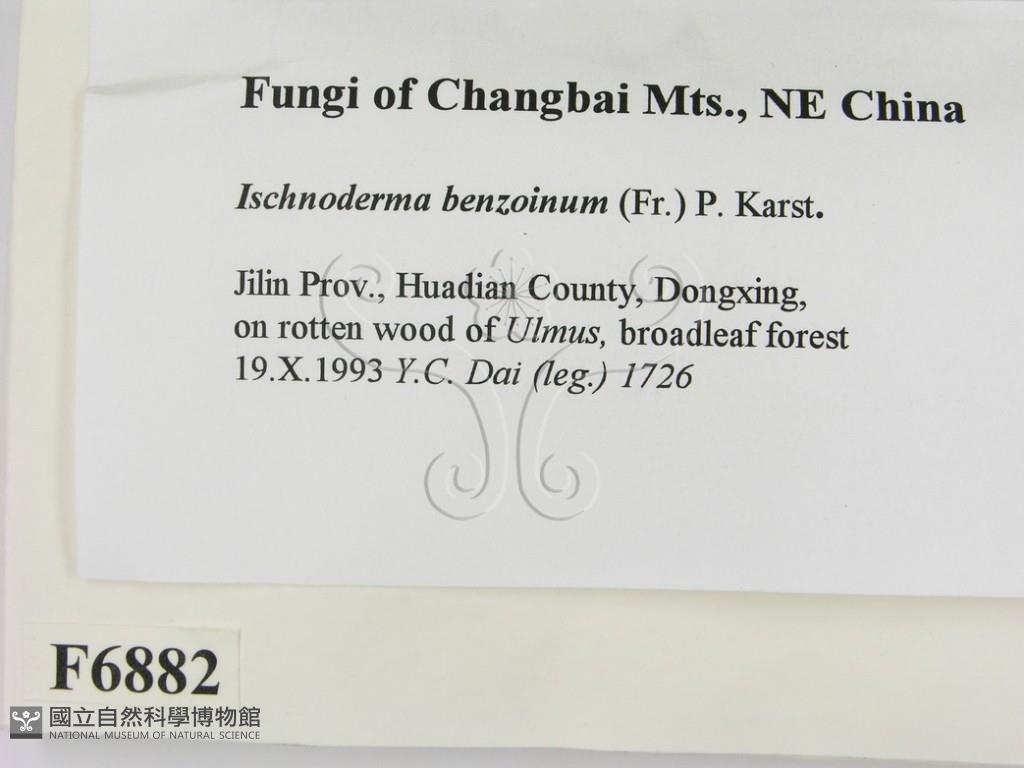 Fungi of Changbai Mts., NE China
Ischnoderma benzoinum (Fr.) P. Karst.
Jilin Prov., Huadian County, Dongxing,
on rotten wood of Ulmus, broadleaf forest
19.X.1993 Y.C. Dai (leg.) 1726
F6882
國立自然科學博物館
NATIONAL MUSEUM OF NATURAL SCIENCE